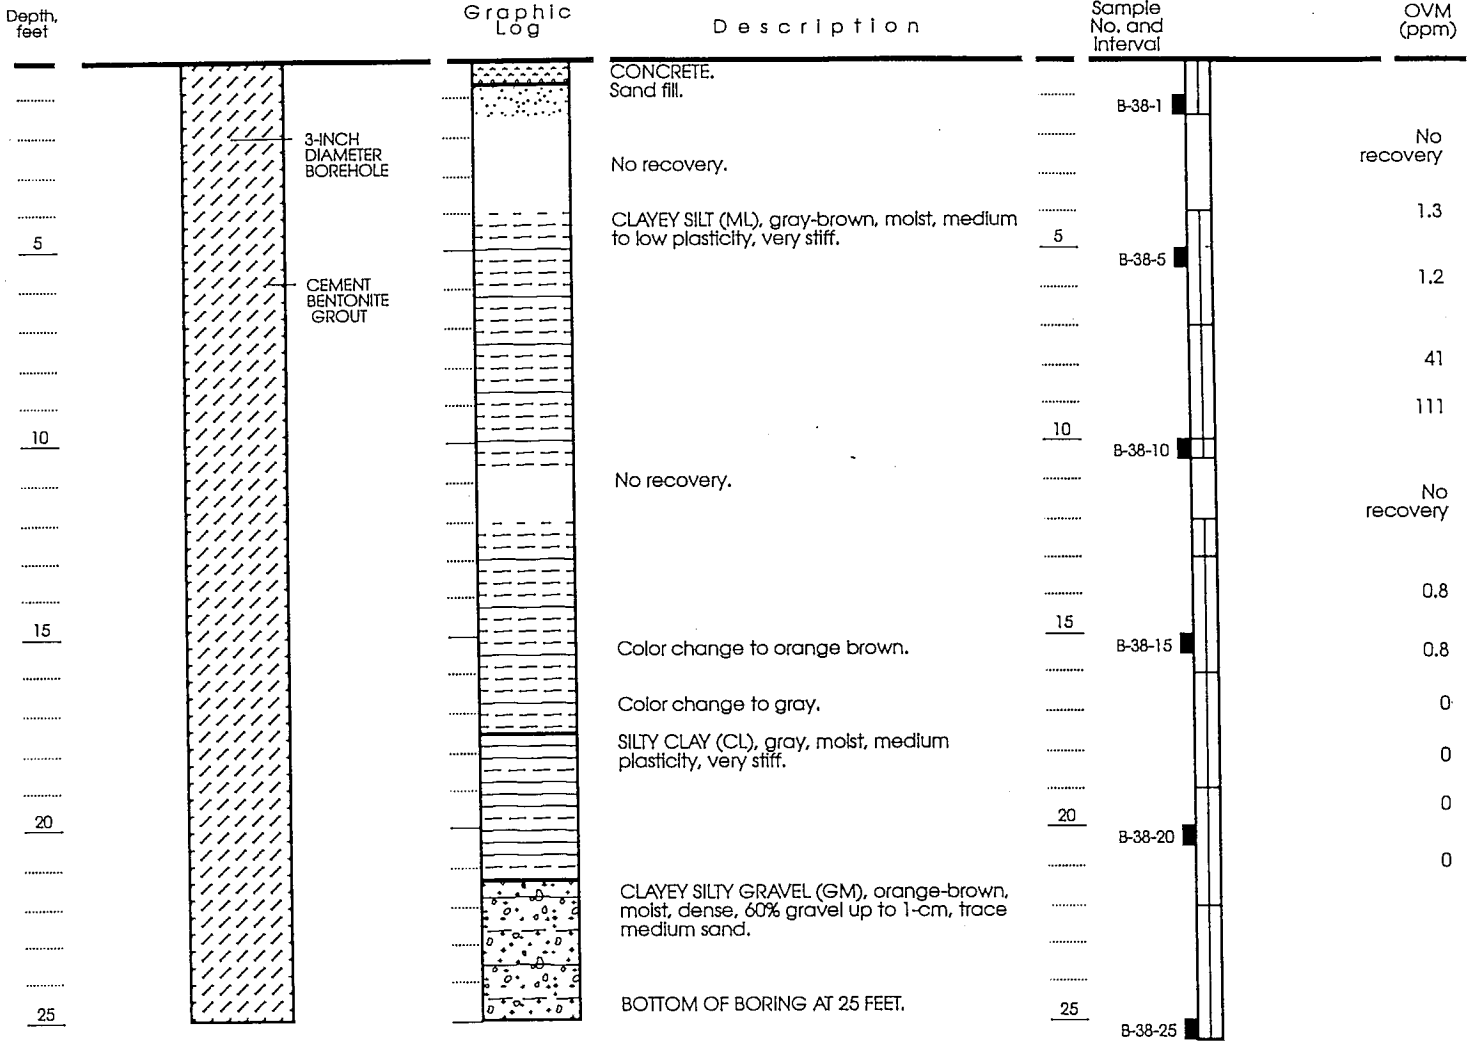 Depth,
feet
Graphic
Log
Description
Sample
No. and
Interval
OVM
(ppm)
CONCRETE.
Sand fill.
B-38-1
3-INCH
DIAMETER
BOREHOLE
No
recovery
No recovery.
CLAYEY SILT (ML), gray-brown, moist, medium
to low plasticity, very stiff.
1.3
5
5
B-38-5
1.2
CEMENT
BENTONITE
GROUT
41
111
10
10
B-38-10
No recovery.
No
recovery
0.8
15
15
Color change to orange brown.
B-38-15
0.8
Color change to gray.
0
SILTY CLAY (CL), gray, moist, medium
plasticity, very stiff.
0
0
20
20
B-38-20
0
CLAYEY SILTY GRAVEL (GM), orange-brown,
moist, dense, 60% gravel up to 1-cm, trace
medium sand.
BOTTOM OF BORING AT 25 FEET.
25
25
B-38-25